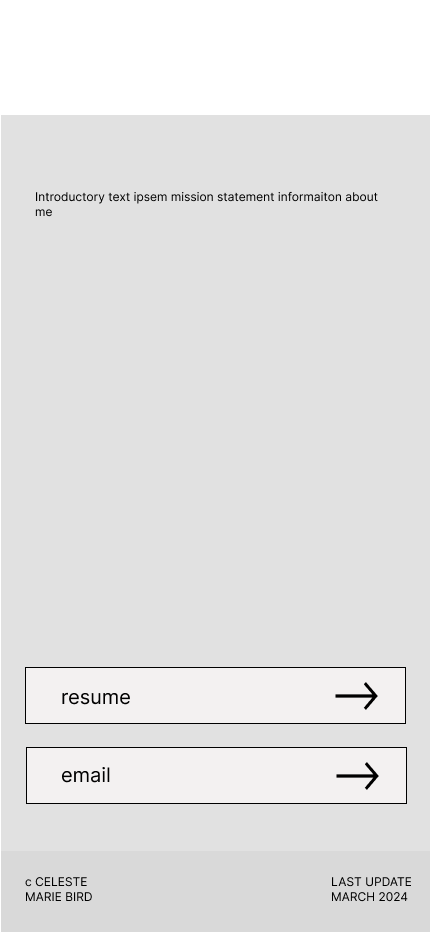 Introductory text ipsem mission statement informaiton about
me
resume
email
c CELESTE
MARIE BIRD
LAST UPDATE
MARCH 2024